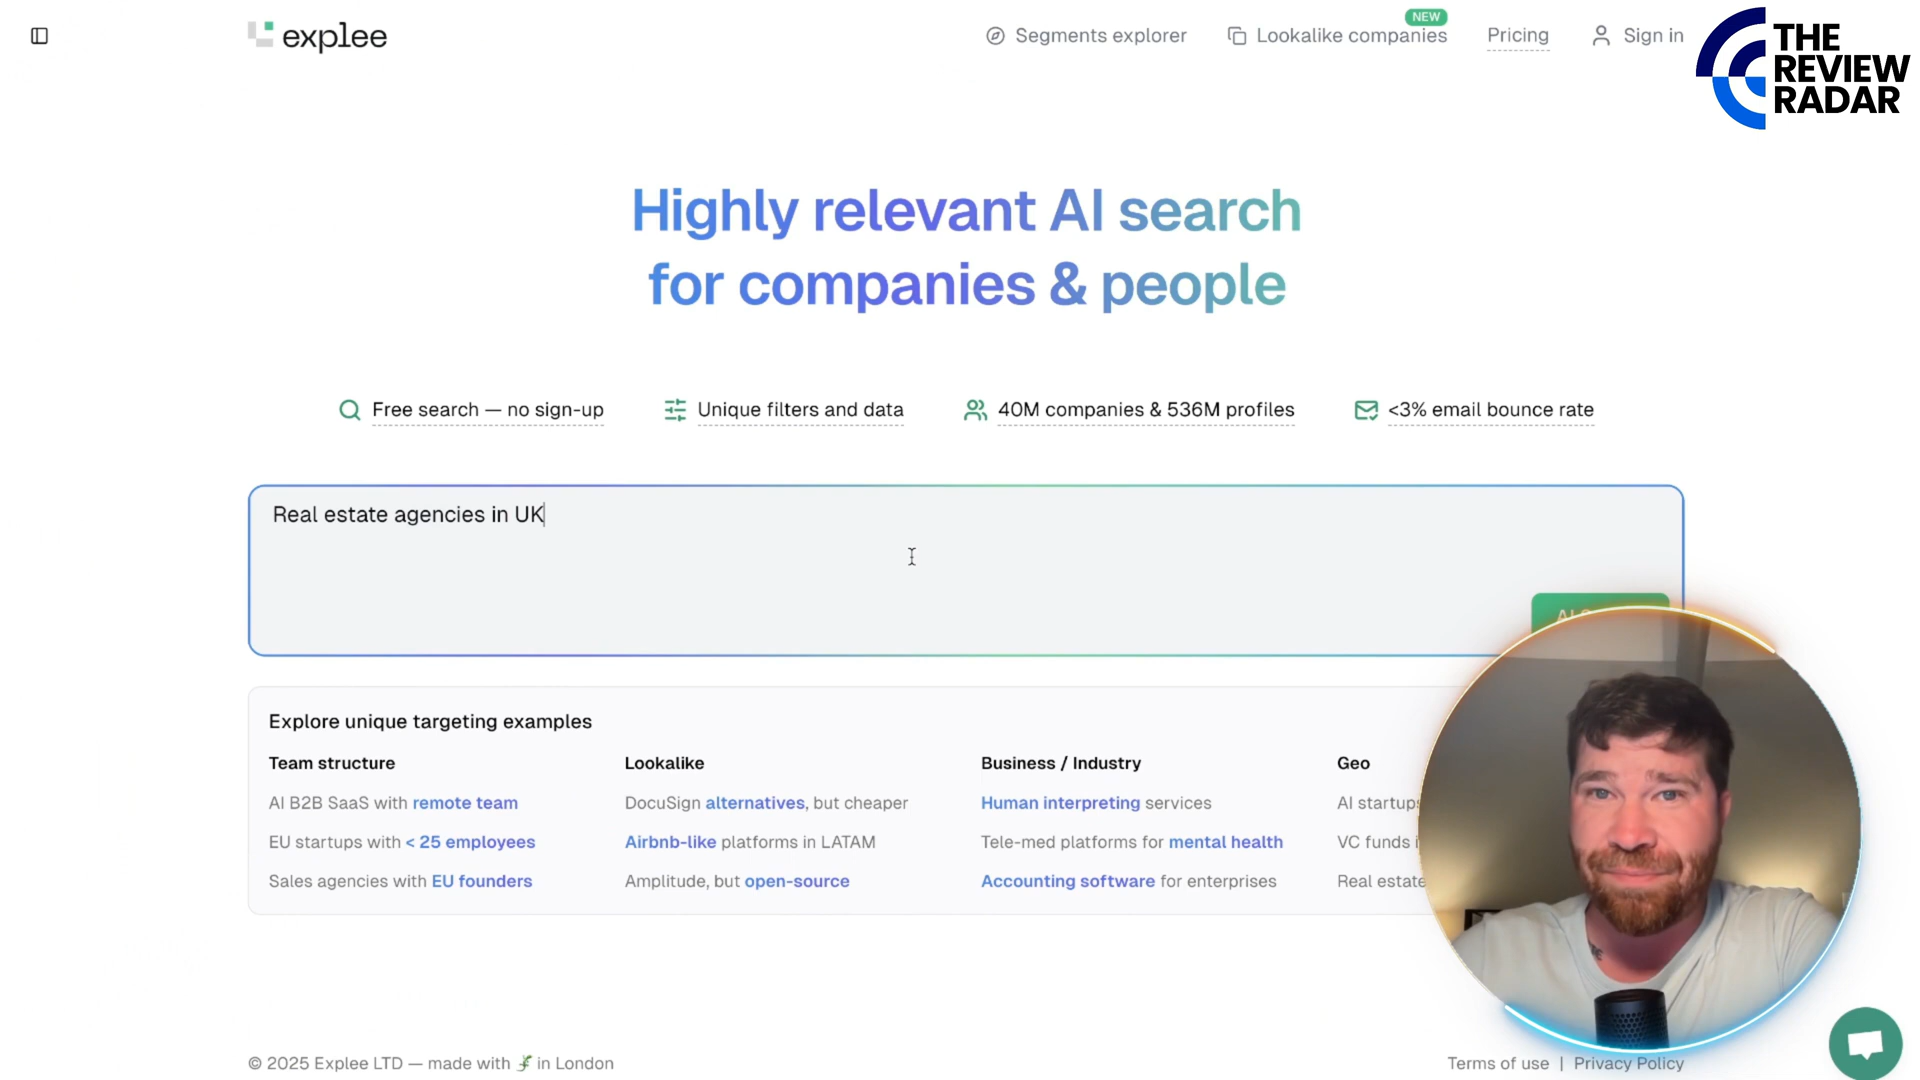 explee
Segments explorer
Lookalike companies
NEW
Pricing
Sign in
THE
REVIEW
RADAR
Highly relevant AI search
for companies & people
Free search — no sign-up
Unique filters and data
40M companies & 536M profiles
<3% email bounce rate
Real estate agencies in UK
Explore unique targeting examples
Team structure
AI B2B SaaS with remote team
EU startups with < 25 employees
Sales agencies with EU founders
Lookalike
DocuSign alternatives, but cheaper
Airbnb-like platforms in LATAM
Amplitude, but open-source
Business / Industry
Human interpreting services
Tele-med platforms for mental health
Accounting software for enterprises
Geo
AI startups
VC funds
Real estate
© 2025 Explee LTD — made with in London
Terms of use | Privacy Policy